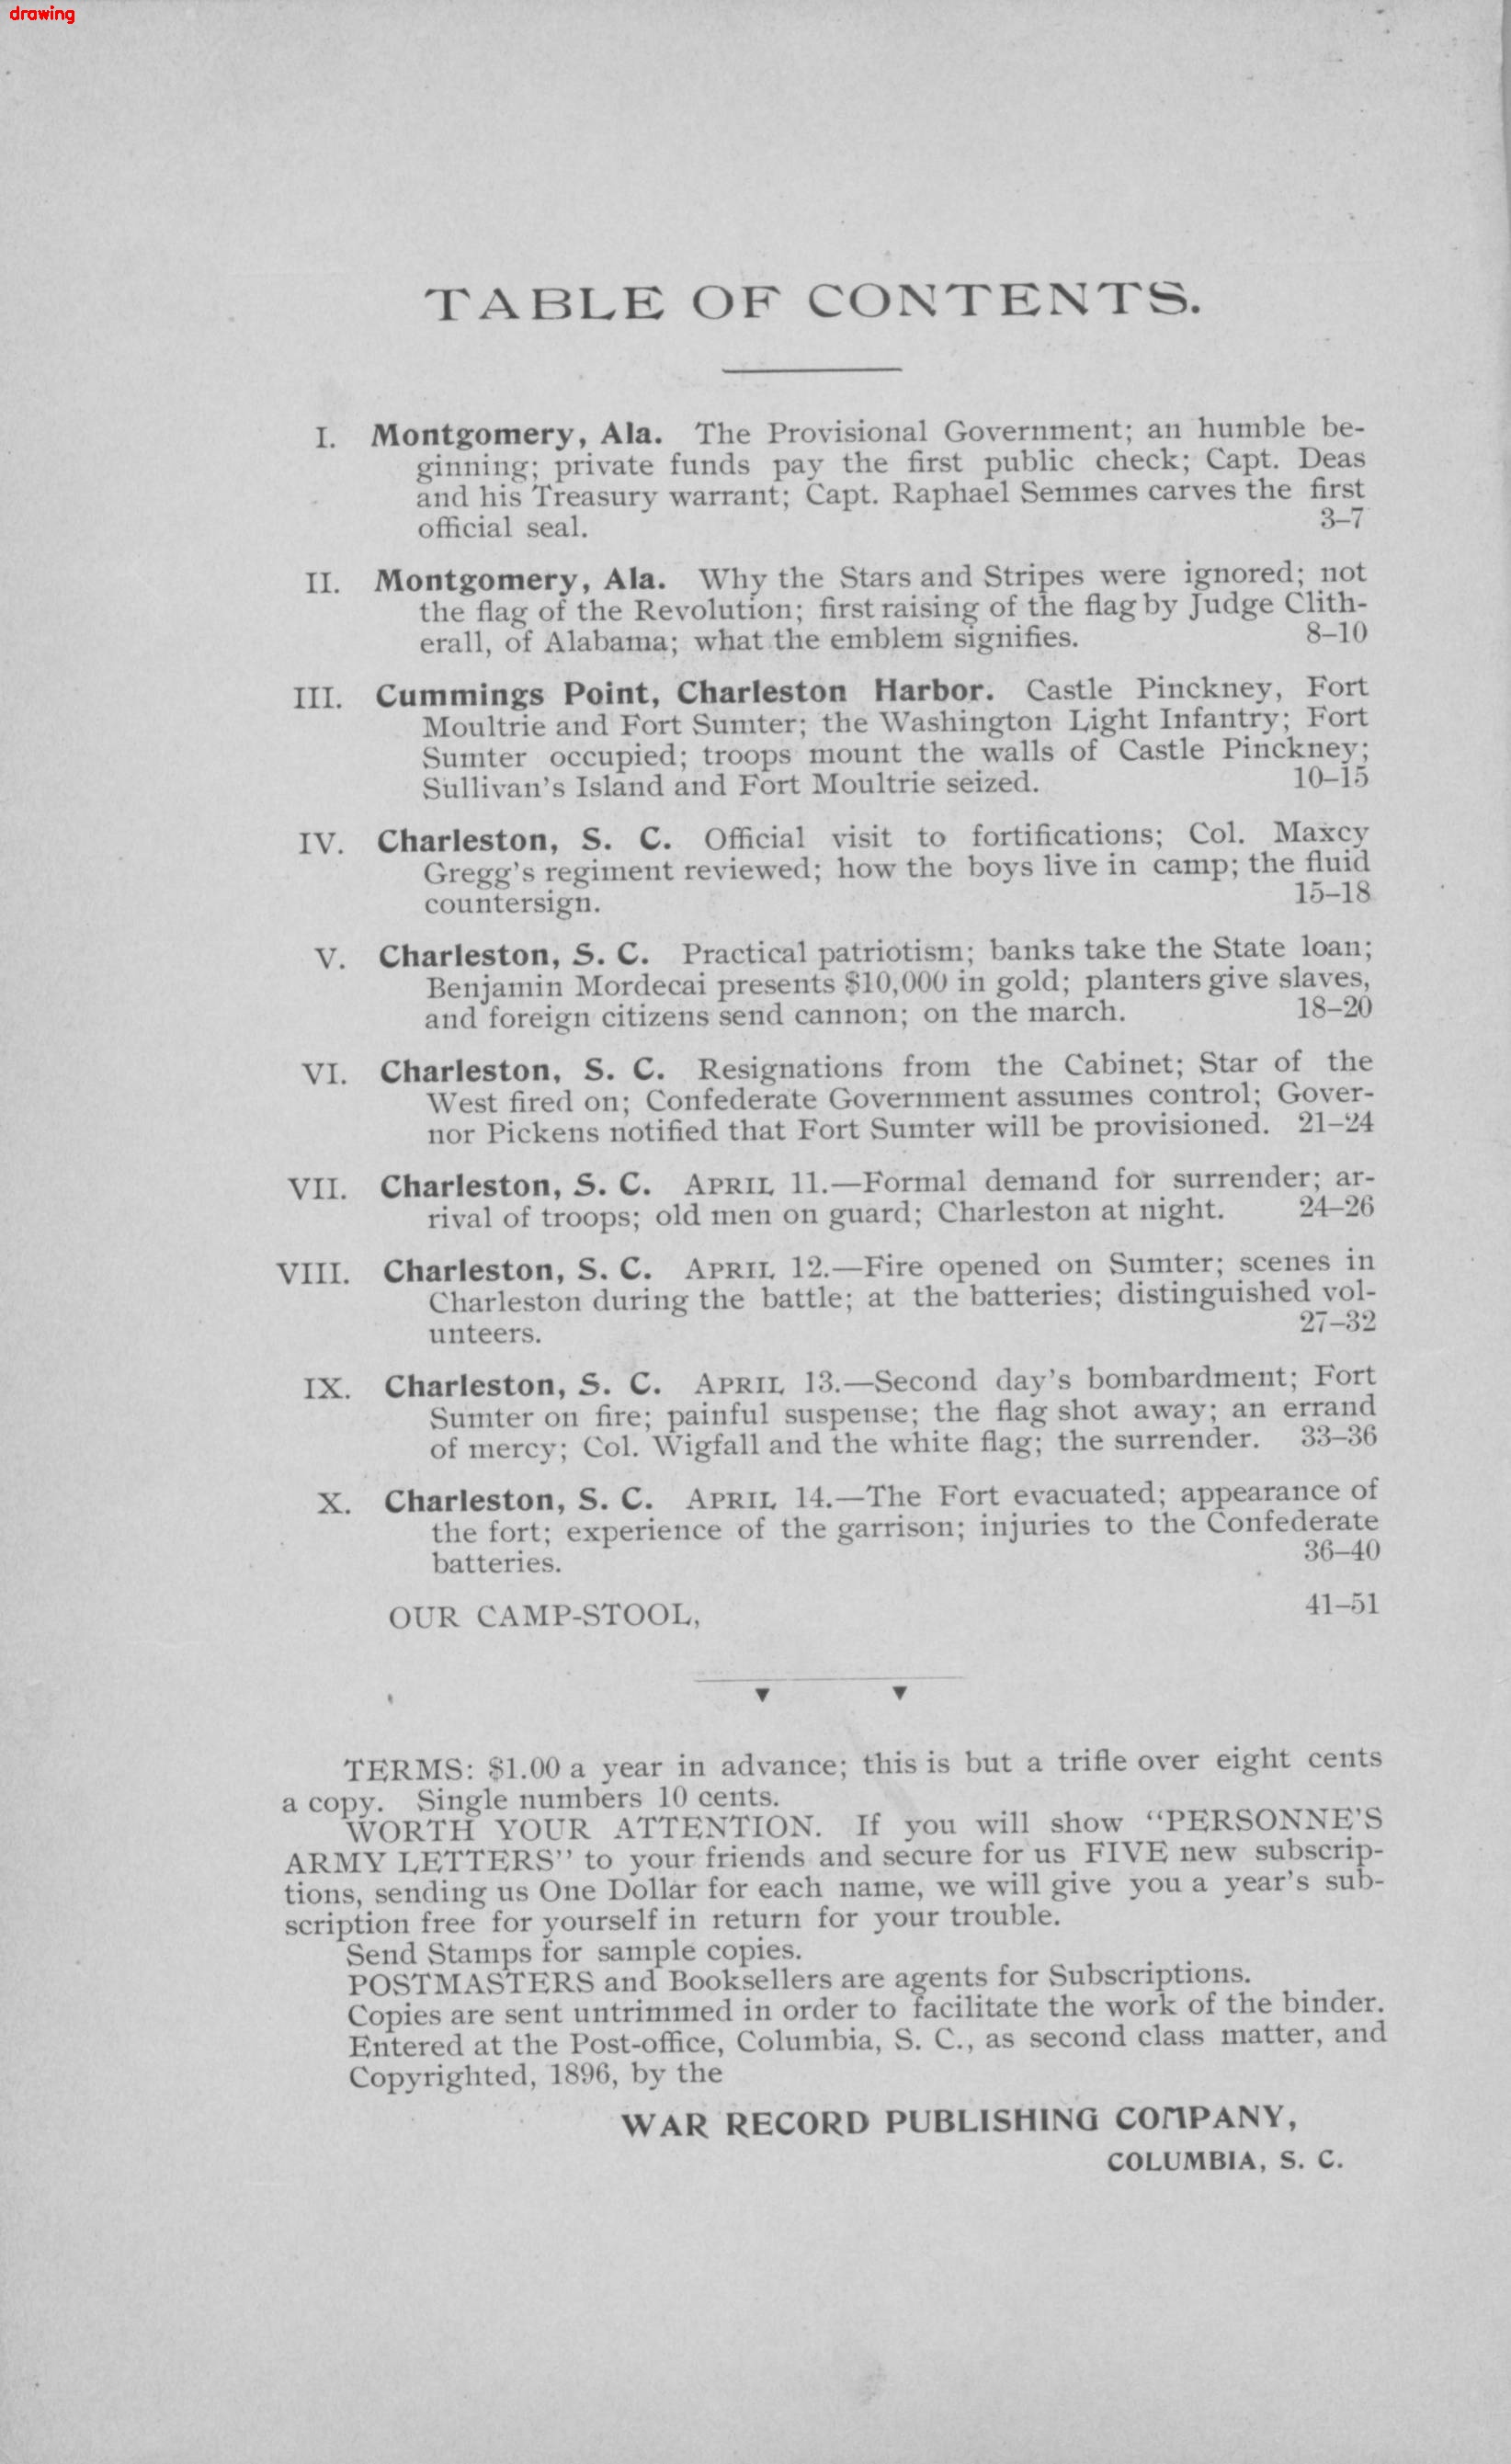 drawing
TABLE OF CONTENTS.
I. Montgomery, Ala. The Provisional Government; an humble be-
ginning; private funds pay the first public check; Capt. Deas
and his Treasury warrant; Capt. Raphael Semmes carves the first
official seal. 3–7
II. Montgomery, Ala. Why the Stars and Stripes were ignored; not
the flag of the Revolution; first raising of the flag by Judge Clith-
erall, of Alabama; what the emblem signifies. 8–10
III. Cummings Point, Charleston Harbor. Castle Pinckney, Fort
Moultrie and Fort Sumter; the Washington Light Infantry; Fort
Sumter occupied; troops mount the walls of Castle Pinckney;
Sullivan's Island and Fort Moultrie seized. 10–15
IV. Charleston, S. C. Official visit to fortifications; Col. Maxcy
Gregg's regiment reviewed; how the boys live in camp; the fluid
countersign. 15–18
V. Charleston, S. C. Practical patriotism; banks take the State loan;
Benjamin Mordecai presents $10,000 in gold; planters give slaves,
and foreign citizens send cannon; on the march. 18–20
VI. Charleston, S. C. Resignations from the Cabinet; Star of the
West fired on; Confederate Government assumes control; Gover-
nor Pickens notified that Fort Sumter will be provisioned. 21–24
VII. Charleston, S. C. APRIL 11.—Formal demand for surrender; ar-
rival of troops; old men on guard; Charleston at night. 24–26
VIII. Charleston, S. C. APRIL 12.—Fire opened on Sumter; scenes in
Charleston during the battle; at the batteries; distinguished vol-
unteers. 27–32
IX. Charleston, S. C. APRIL 13.—Second day's bombardment; Fort
Sumter on fire; painful suspense; the flag shot away; an errand
of mercy; Col. Wigfall and the white flag; the surrender. 33–36
X. Charleston, S. C. APRIL 14.—The Fort evacuated; appearance of
the fort; experience of the garrison; injuries to the Confederate
batteries. 36–40
OUR CAMP-STOOL, 41–51
TERMS: $1.00 a year in advance; this is but a trifle over eight cents
a copy. Single numbers 10 cents.
WORTH YOUR ATTENTION. If you will show "PERSONNE'S
ARMY LETTERS" to your friends and secure for us FIVE new subscrip-
tions, sending us One Dollar for each name, we will give you a year's sub-
scription free for yourself in return for your trouble.
Send Stamps for sample copies.
POSTMASTERS and Booksellers are agents for Subscriptions.
Copies are sent untrimmed in order to facilitate the work of the binder.
Entered at the Post-office, Columbia, S. C., as second class matter, and
Copyrighted, 1896, by the
WAR RECORD PUBLISHING COMPANY,
COLUMBIA, S. C.